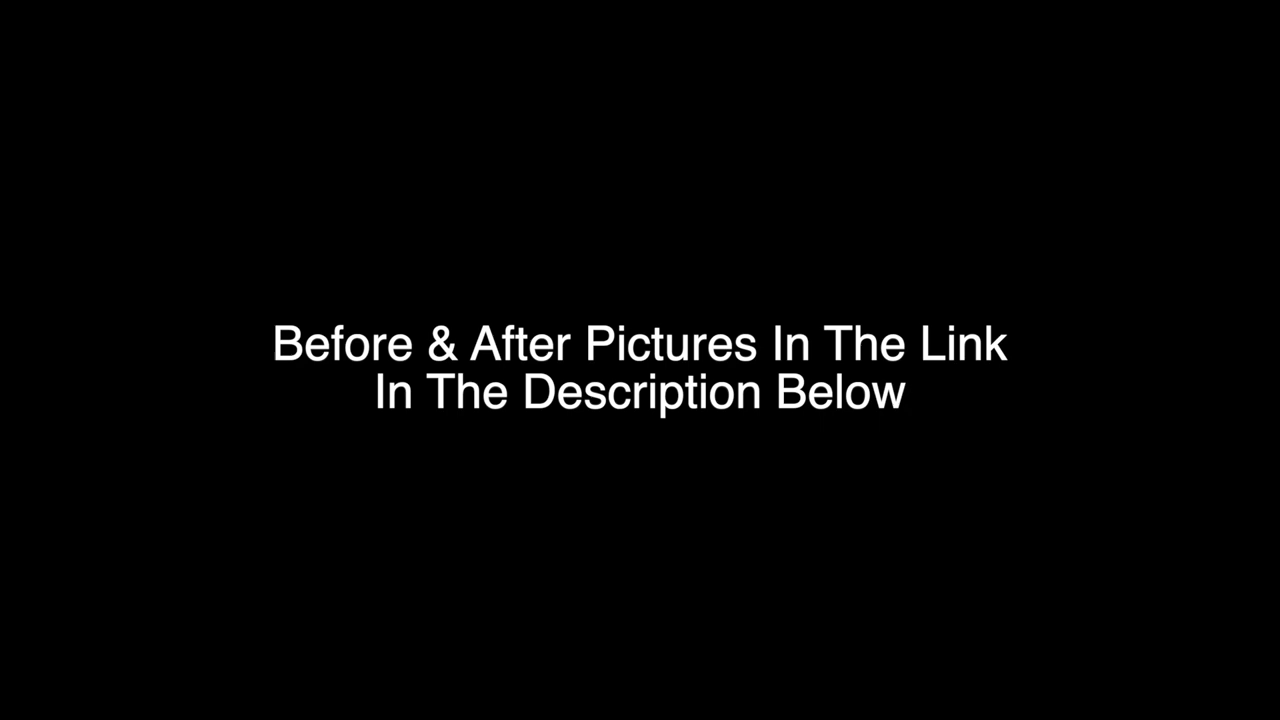 Before & After Pictures In The Link
In The Description Below